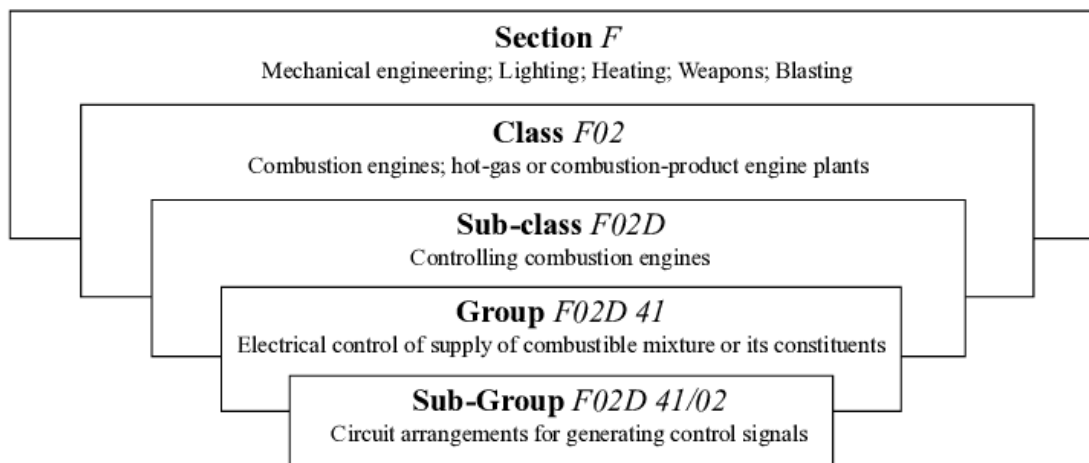 Section F
Mechanical engineering; Lighting; Heating; Weapons; Blasting
Class F02
Combustion engines; hot-gas or combustion-product engine plants
Sub-class F02D
Controlling combustion engines
Group F02D 41
Electrical control of supply of combustible mixture or its constituents
Sub-Group F02D 41/02
Circuit arrangements for generating control signals